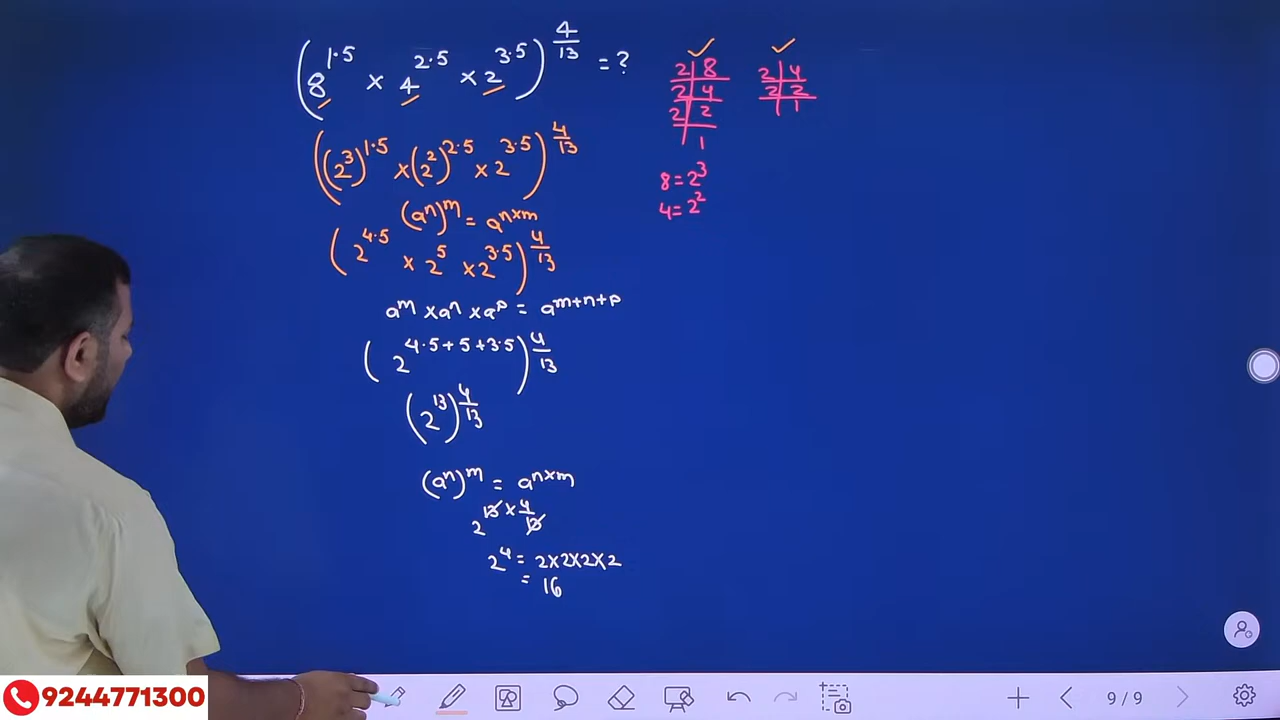 (8^1.5 × 4^2.5 × 2^3.5)^4/13 = ?
((2^3)^1.5 × (2^2)^2.5 × 2^3.5)^4/13
(a^n)^m = a^n×m
(2^4.5 × 2^5 × 2^3.5)^4/13
a^m × a^n × a^p = a^m+n+p
(2^4.5+5+3.5)^4/13
(2^13)^4/13
(a^n)^m = a^n×m
2^13×4/13
2^4 = 2×2×2×2
= 16
✓
2|8
2|4
2|2
|1
✓
2|4
2|2
|1
8=2^3
4=2^2
9244771300
9/9